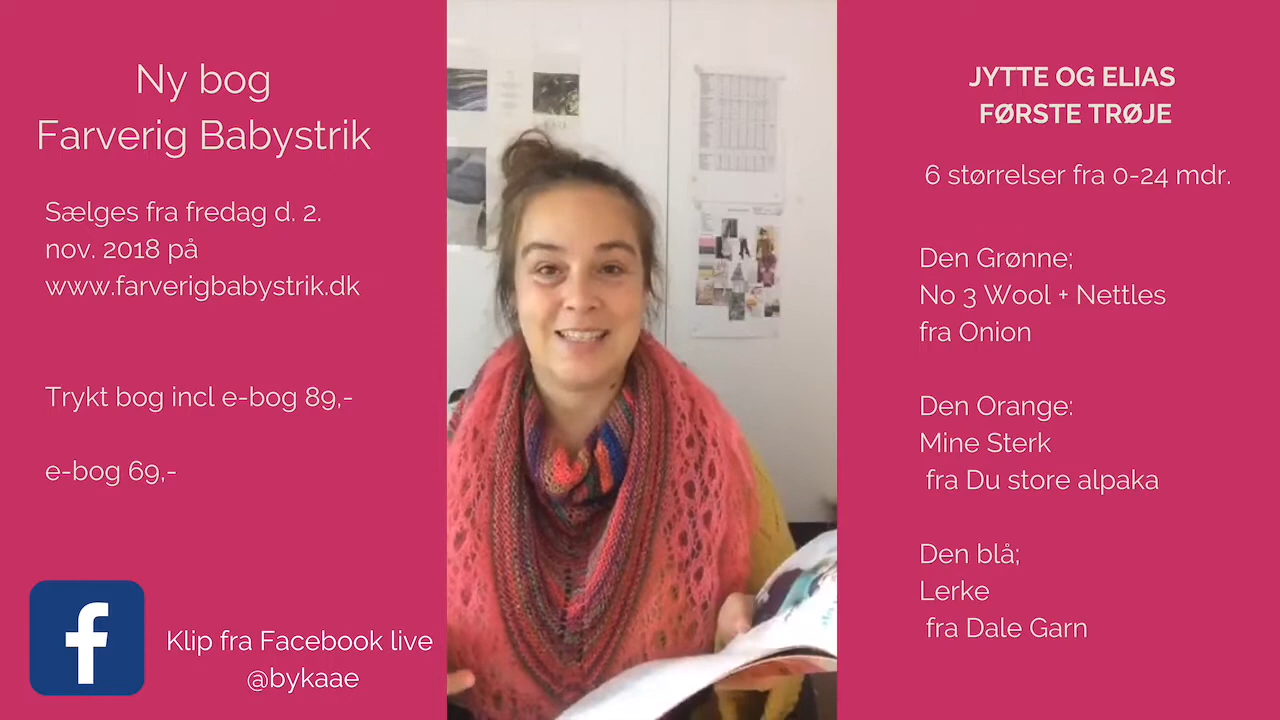 Ny bog
Farverig Babystrik
Sælges fra fredag d. 2.
nov. 2018 på
www.farverigbabystrik.dk
Trykt bog incl e-bog 89,-
e-bog 69,-
f
Klip fra Facebook live
@bykaae
JYTTE OG ELIAS
FØRSTE TRØJE
6 størrelser fra 0-24 mdr.
Den Grønne;
No 3 Wool + Nettles
fra Onion
Den Orange:
Mine Sterk
fra Du store alpaka
Den blå;
Lerke
fra Dale Garn